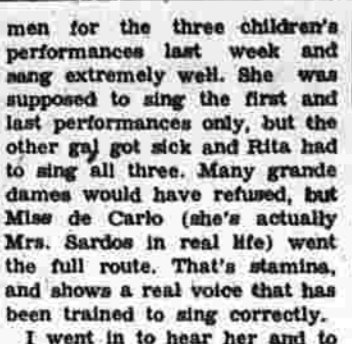 men for the three children's
performances last week and
sang extremely well. She was
supposed to sing the first and
last performances only, but the
other gal got sick and Rita had
to sing all three. Many grande
dames would have refused, but
Miss de Carlo (she's actually
Mrs. Sardos in real life) went
the full route. That's stamina,
and shows a real voice that has
been trained to sing correctly.
I went in to hear her and to